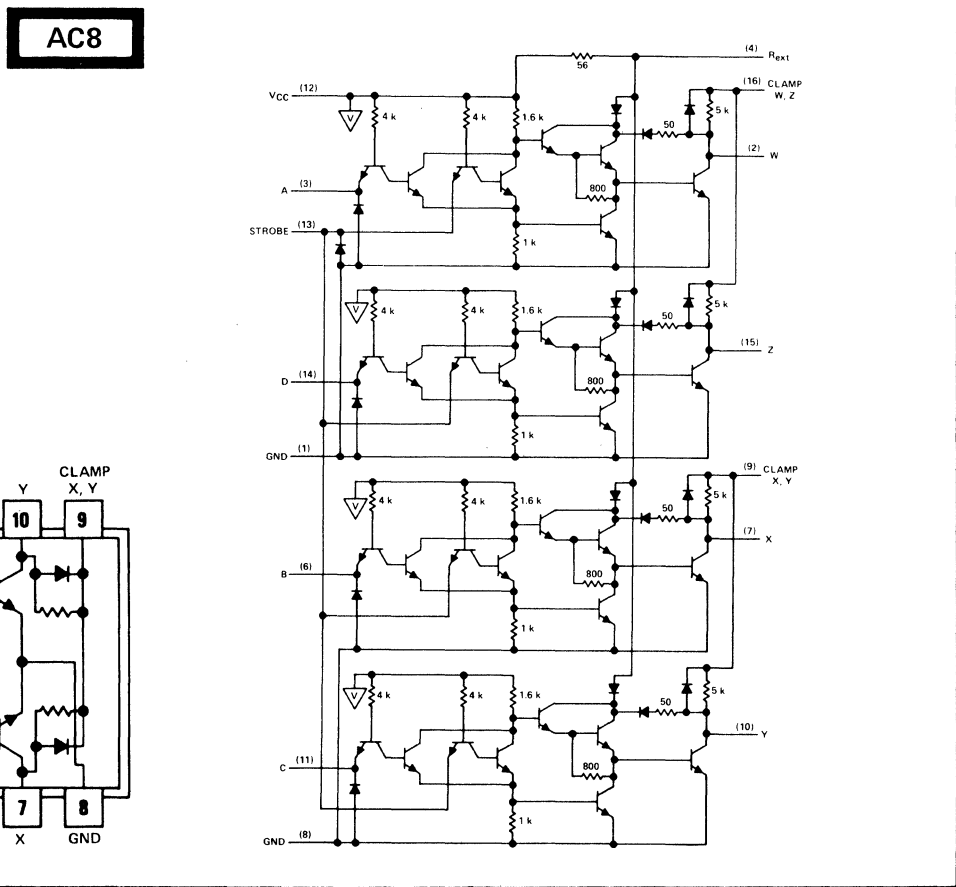 AC8
(4) Rext
56
VCC (12)
(16) CLAMP W, Z
V
4 k
4 k
1.6 k
5 k
50
(2) W
A (3)
800
STROBE (13)
1 k
V
4 k
4 k
1.6 k
50
5 k
(15) Z
D (14)
800
1 k
GND (1)
(9) CLAMP X, Y
V
4 k
4 k
1.6 k
50
5 k
(7) X
B (6)
800
1 k
V
4 k
4 k
1.6 k
50
5 k
(10) Y
C (11)
800
1 k
GND (8)
CLAMP
Y X, Y
10 9
7 8
X GND